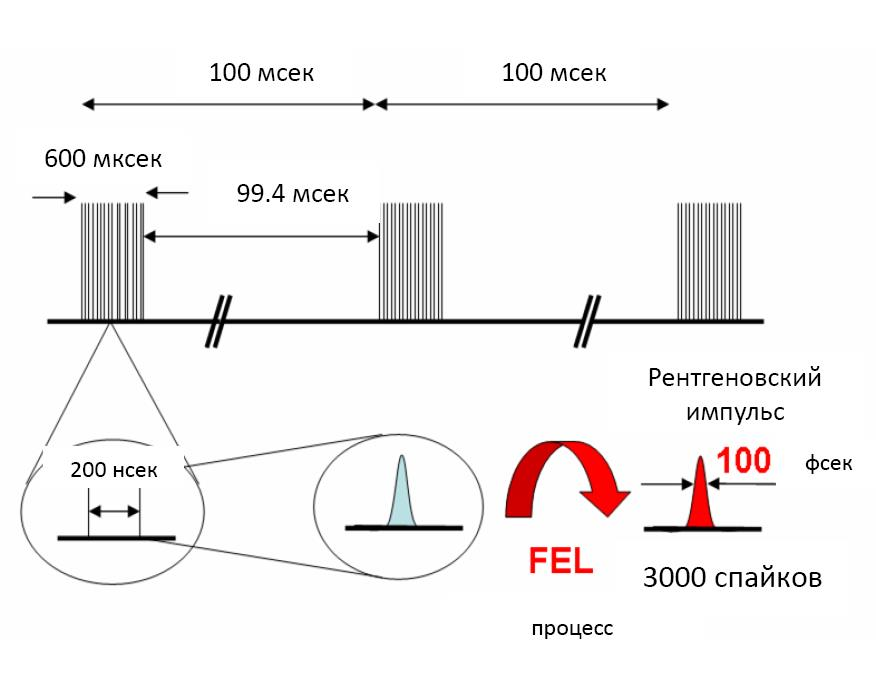 100 мсек
100 мсек
600 мксек
99.4 мсек
Рентгеновский
импульс
200 нсек
100 фсек
FEL
3000 спайков
процесс